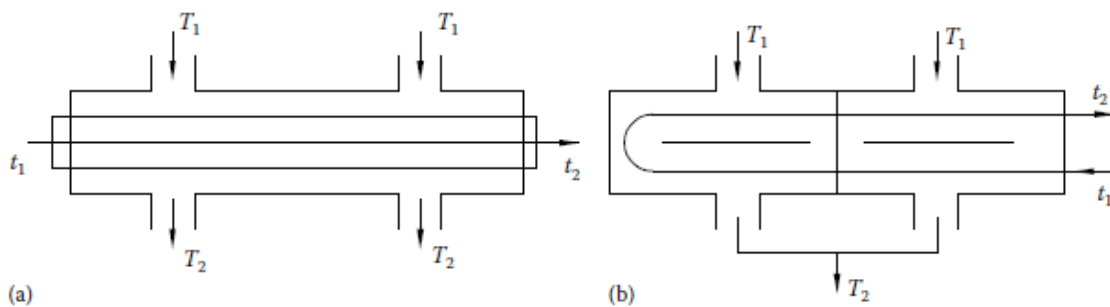 T₁ T₁
t₁ t₂
T₂ T₂
(a)
T₁ T₁
t₂
t₁
T₂
(b)